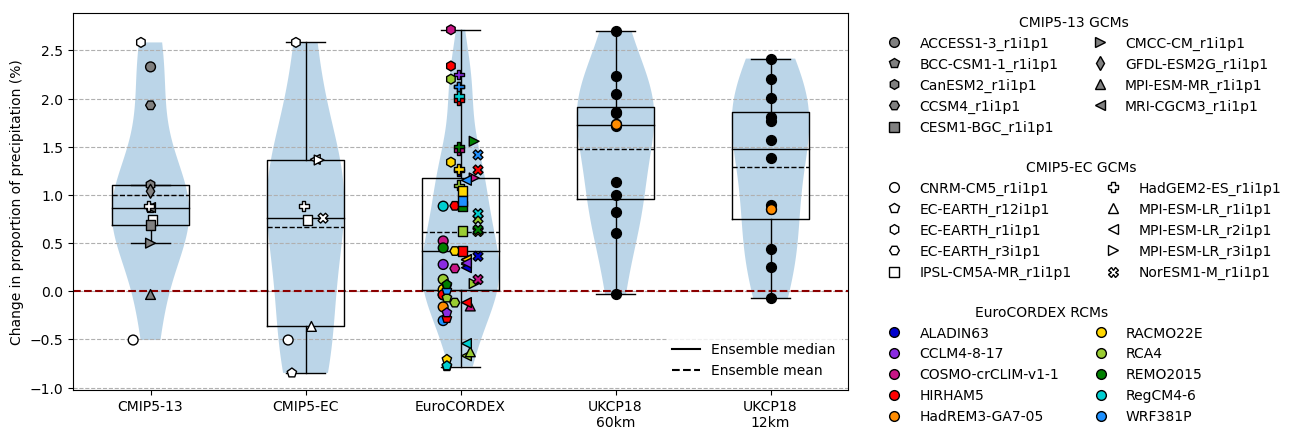 Change in proportion of precipitation (%)
2.5
2.0
1.5
1.0
0.5
0.0
−0.5
−1.0
CMIP5-13
CMIP5-EC
EuroCORDEX
UKCP18
60km
UKCP18
12km
Ensemble median
Ensemble mean
CMIP5-13 GCMs
ACCESS1-3_r1i1p1
BCC-CSM1-1_r1i1p1
CanESM2_r1i1p1
CCSM4_r1i1p1
CESM1-BGC_r1i1p1
CMCC-CM_r1i1p1
GFDL-ESM2G_r1i1p1
MPI-ESM-MR_r1i1p1
MRI-CGCM3_r1i1p1
CMIP5-EC GCMs
CNRM-CM5_r1i1p1
EC-EARTH_r12i1p1
EC-EARTH_r1i1p1
EC-EARTH_r3i1p1
IPSL-CM5A-MR_r1i1p1
HadGEM2-ES_r1i1p1
MPI-ESM-LR_r1i1p1
MPI-ESM-LR_r2i1p1
MPI-ESM-LR_r3i1p1
NorESM1-M_r1i1p1
EuroCORDEX RCMs
ALADIN63
CCLM4-8-17
COSMO-crCLIM-v1-1
HIRHAM5
HadREM3-GA7-05
RACMO22E
RCA4
REMO2015
RegCM4-6
WRF381P